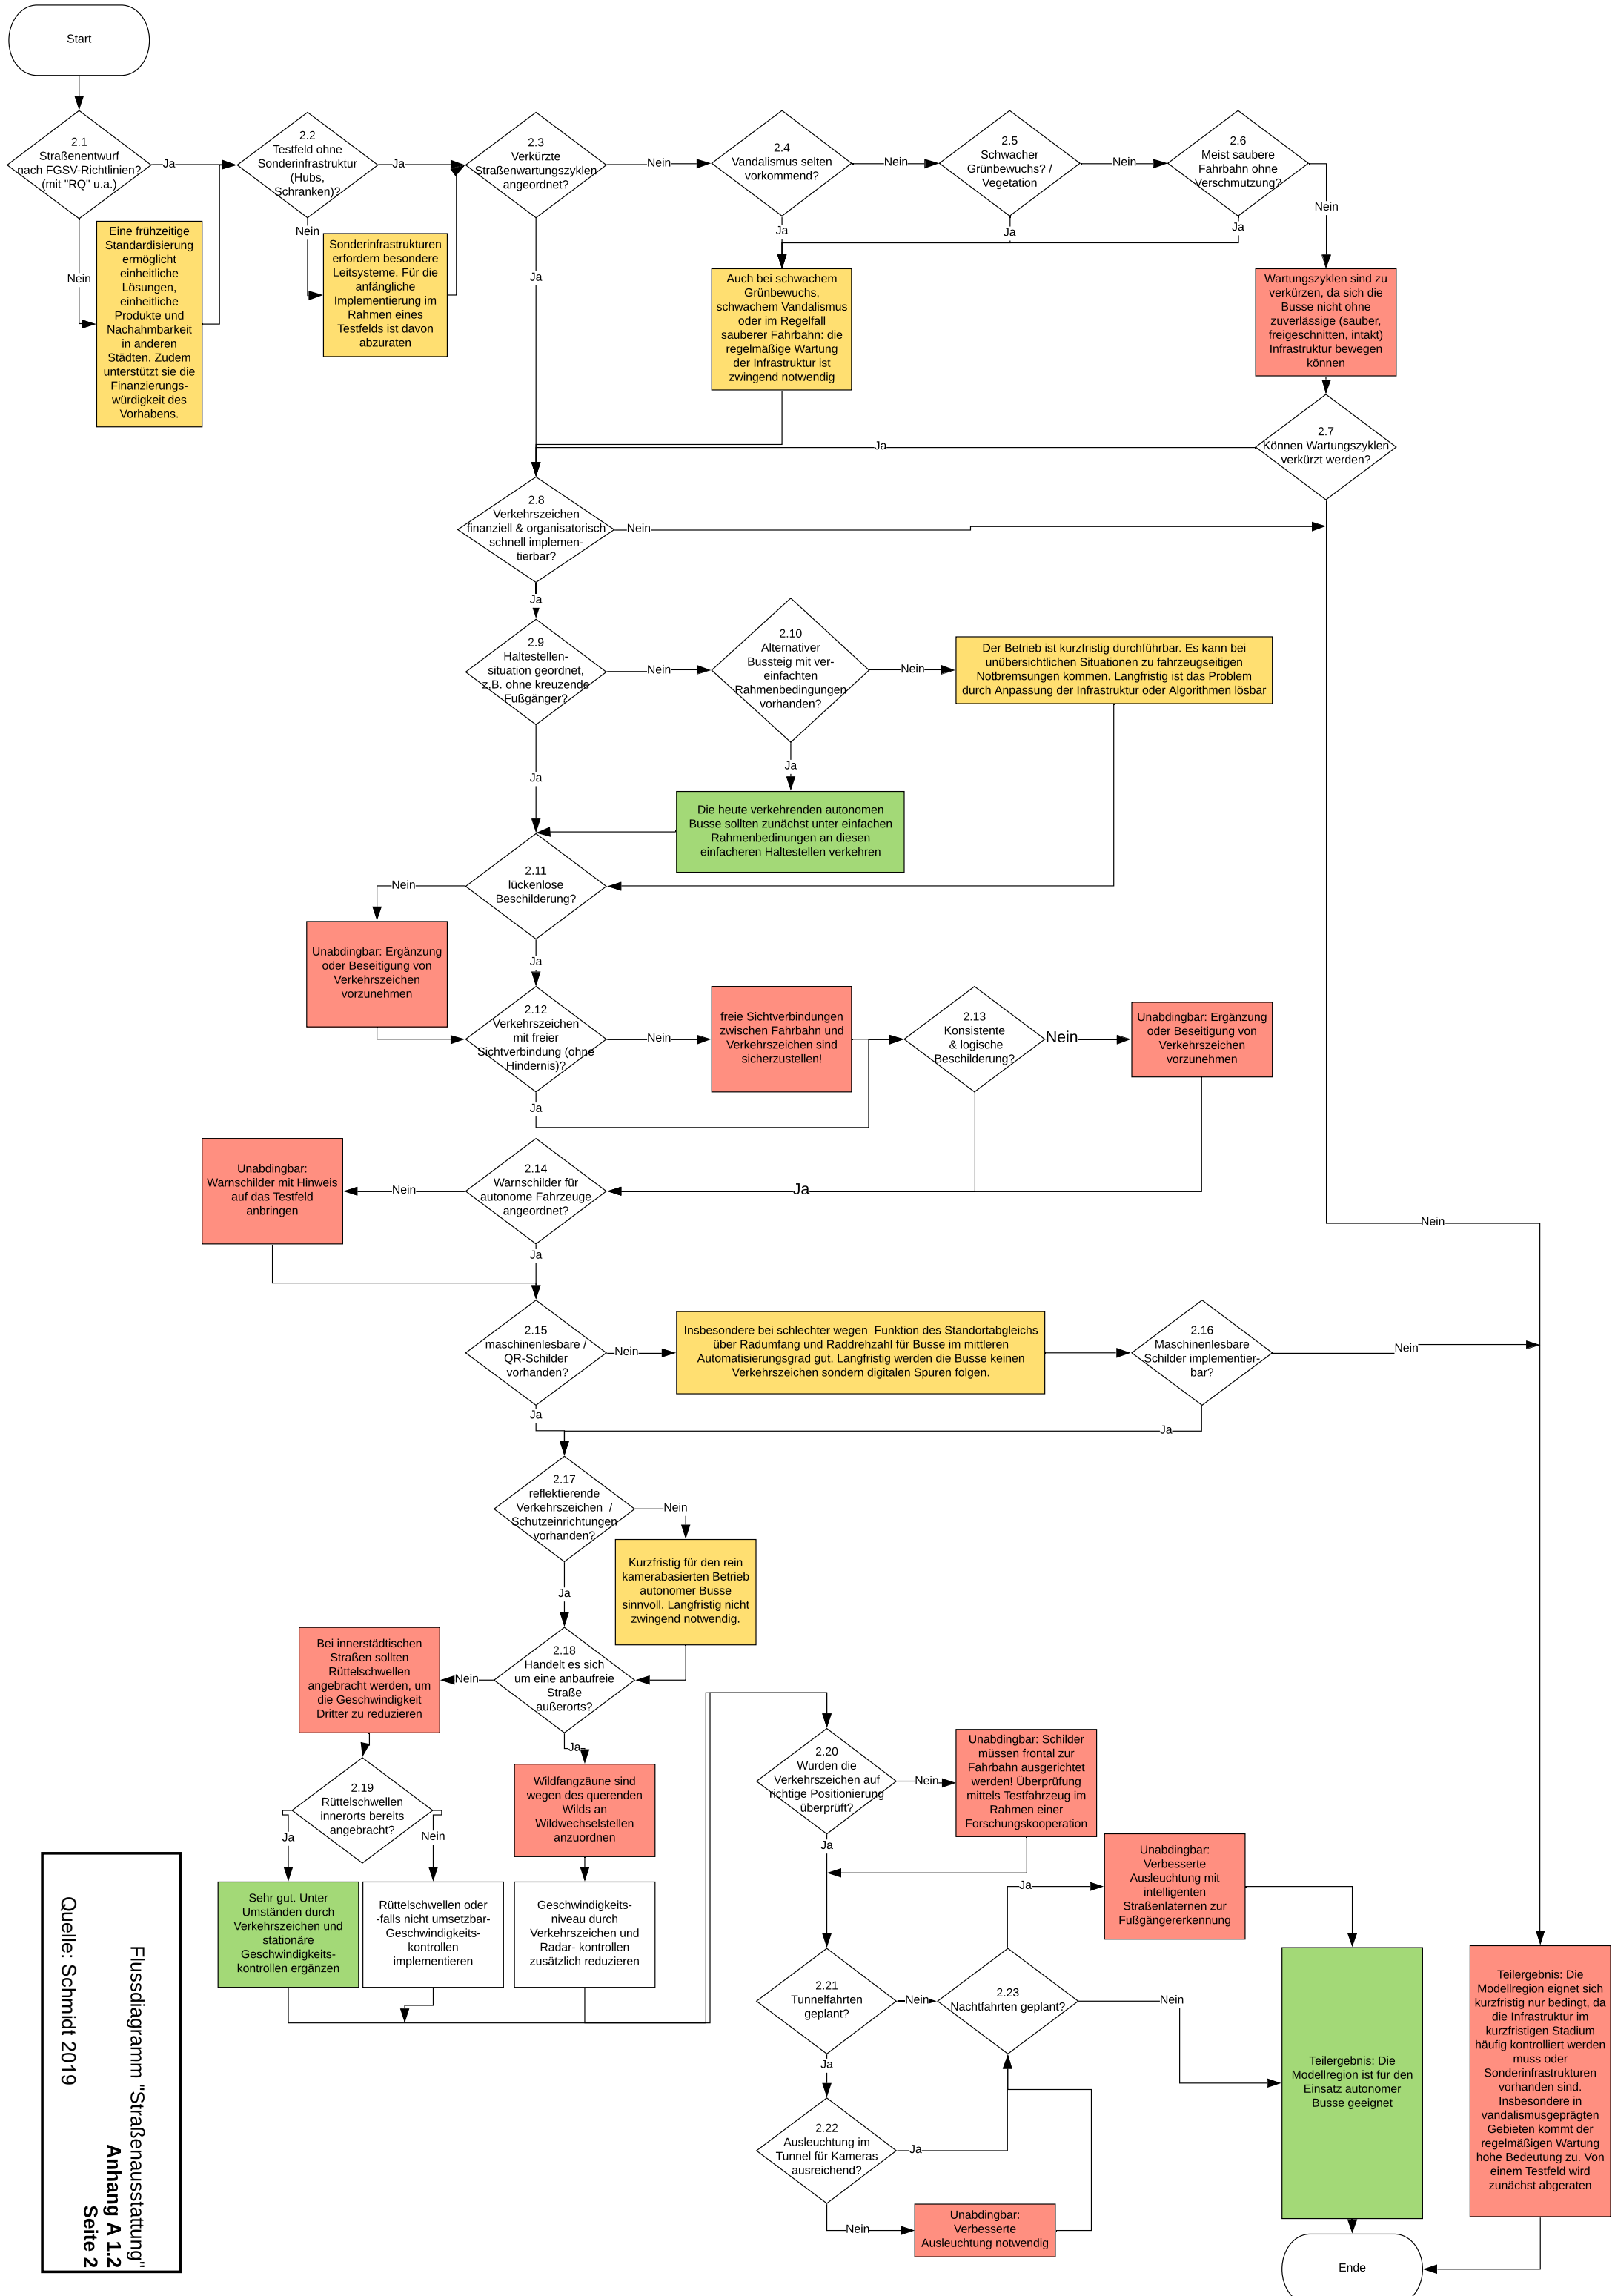 Start
2.1
Straßenentwurf
nach FGSV-Richtlinien?
(mit "RQ" u.a.)
Ja
Nein
Eine frühzeitige
Standardisierung
ermöglicht
einheitliche
Lösungen,
einheitliche
Produkte und
Nachahmbarkeit
in anderen
Städten. Zudem
unterstützt sie die
Finanzierungs-
würdigkeit des
Vorhabens.
2.2
Testfeld ohne
Sonderinfrastruktur
(Hubs,
Schranken)?
Ja
Nein
Sonderinfrastrukturen
erfordern besondere
Leitsysteme. Für die
anfängliche
Implementierung im
Rahmen eines
Testfelds ist davon
abzuraten
2.3
Verkürzte
Straßenwartungszyklen
angeordnet?
Nein
Ja
2.4
Vandalismus selten
vorkommend?
Nein
Ja
2.5
Schwacher
Grünbewuchs? /
Vegetation
Nein
Ja
2.6
Meist saubere
Fahrbahn ohne
Verschmutzung?
Nein
Ja
Auch bei schwachem
Grünbewuchs,
schwachem Vandalismus
oder im Regelfall
sauberer Fahrbahn: die
regelmäßige Wartung
der Infrastruktur ist
zwingend notwendig
Wartungszyklen sind zu
verkürzen, da sich die
Busse nicht ohne
zuverlässige (sauber,
freigeschnitten, intakt)
Infrastruktur bewegen
können
2.7
Können Wartungszyklen
verkürzt werden?
Ja
2.8
Verkehrszeichen
finanziell & organisatorisch
schnell implemen-
tierbar?
Nein
Ja
2.9
Haltestellen-
situation geordnet,
z.B. ohne kreuzende
Fußgänger?
Nein
Ja
2.10
Alternativer
Bussteig mit ver-
einfachten
Rahmenbedingungen
vorhanden?
Nein
Ja
Der Betrieb ist kurzfristig durchführbar. Es kann bei
unübersichtlichen Situationen zu fahrzeugseitigen
Notbremsungen kommen. Langfristig ist das Problem
durch Anpassung der Infrastruktur oder Algorithmen lösbar
Die heute verkehrenden autonomen
Busse sollten zunächst unter einfachen
Rahmenbedinungen an diesen
einfacheren Haltestellen verkehren
2.11
lückenlose
Beschilderung?
Nein
Ja
Unabdingbar: Ergänzung
oder Beseitigung von
Verkehrszeichen
vorzunehmen
2.12
Verkehrszeichen
mit freier
Sichtverbindung (ohne
Hindernis)?
Nein
Ja
freie Sichtverbindungen
zwischen Fahrbahn und
Verkehrszeichen sind
sicherzustellen!
2.13
Konsistente
& logische
Beschilderung?
Nein
Unabdingbar: Ergänzung
oder Beseitigung von
Verkehrszeichen
vorzunehmen
Ja
2.14
Warnschilder für
autonome Fahrzeuge
angeordnet?
Nein
Ja
Unabdingbar:
Warnschilder mit Hinweis
auf das Testfeld
anbringen
Nein
2.15
maschinenlesbare /
QR-Schilder
vorhanden?
Nein
Ja
Insbesondere bei schlechter wegen Funktion des Standortabgleichs
über Radumfang und Raddrehzahl für Busse im mittleren
Automatisierungsgrad gut. Langfristig werden die Busse keinen
Verkehrszeichen sondern digitalen Spuren folgen.
2.16
Maschinenlesbare
Schilder implementier-
bar?
Nein
Ja
2.17
reflektierende
Verkehrszeichen /
Schutzeinrichtungen
vorhanden?
Nein
Ja
Kurzfristig für den rein
kamerabasierten Betrieb
autonomer Busse
sinnvoll. Langfristig nicht
zwingend notwendig.
2.18
Handelt es sich
um eine anbaufreie
Straße
außerorts?
Nein
Ja
Bei innerstädtischen
Straßen sollten
Rüttelschwellen
angebracht werden, um
die Geschwindigkeit
Dritter zu reduzieren
2.19
Rüttelschwellen
innerorts bereits
angebracht?
Ja
Nein
Wildfangzäune sind
wegen des querenden
Wilds an
Wildwechselstellen
anzuordnen
Sehr gut. Unter
Umständen durch
Verkehrszeichen und
stationäre
Geschwindigkeits-
kontrollen ergänzen
Rüttelschwellen oder
-falls nicht umsetzbar-
Geschwindigkeits-
kontrollen
implementieren
Geschwindigkeits-
niveau durch
Verkehrszeichen und
Radar- kontrollen
zusätzlich reduzieren
2.20
Wurden die
Verkehrszeichen auf
richtige Positionierung
überprüft?
Nein
Ja
Unabdingbar: Schilder
müssen frontal zur
Fahrbahn ausgerichtet
werden! Überprüfung
mittels Testfahrzeug im
Rahmen einer
Forschungskooperation
2.21
Tunnelfahrten
geplant?
Nein
Ja
2.22
Ausleuchtung im
Tunnel für Kameras
ausreichend?
Ja
Nein
Unabdingbar:
Verbesserte
Ausleuchtung notwendig
2.23
Nachtfahrten geplant?
Ja
Nein
Unabdingbar:
Verbesserte
Ausleuchtung mit
intelligenten
Straßenlaternen zur
Fußgängererkennung
Teilergebnis: Die
Modellregion ist für den
Einsatz autonomer
Busse geeignet
Teilergebnis: Die
Modellregion eignet sich
kurzfristig nur bedingt, da
die Infrastruktur im
kurzfristigen Stadium
häufig kontrolliert werden
muss oder
Sonderinfrastrukturen
vorhanden sind.
Insbesondere in
vandalismusgeprägten
Gebieten kommt der
regelmäßigen Wartung
hohe Bedeutung zu. Von
einem Testfeld wird
zunächst abgeraten
Ende
Flussdiagramm "Straßenausstattung"
Anhang A 1.2
Seite 2
Quelle: Schmidt 2019